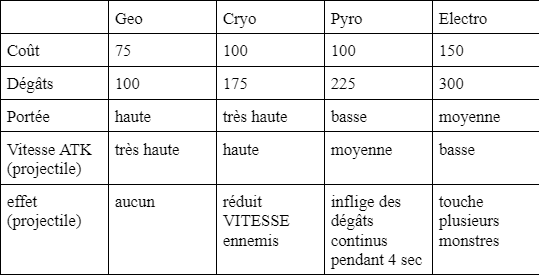 Geo Cryo Pyro Electro
Coût 75 100 100 150
Dégâts 100 175 225 300
Portée haute très haute basse moyenne
Vitesse ATK très haute haute moyenne basse
(projectile)
effet aucun réduit inflige des touche
(projectile) VITESSE dégâts plusieurs
ennemis continus monstres
pendant 4 sec